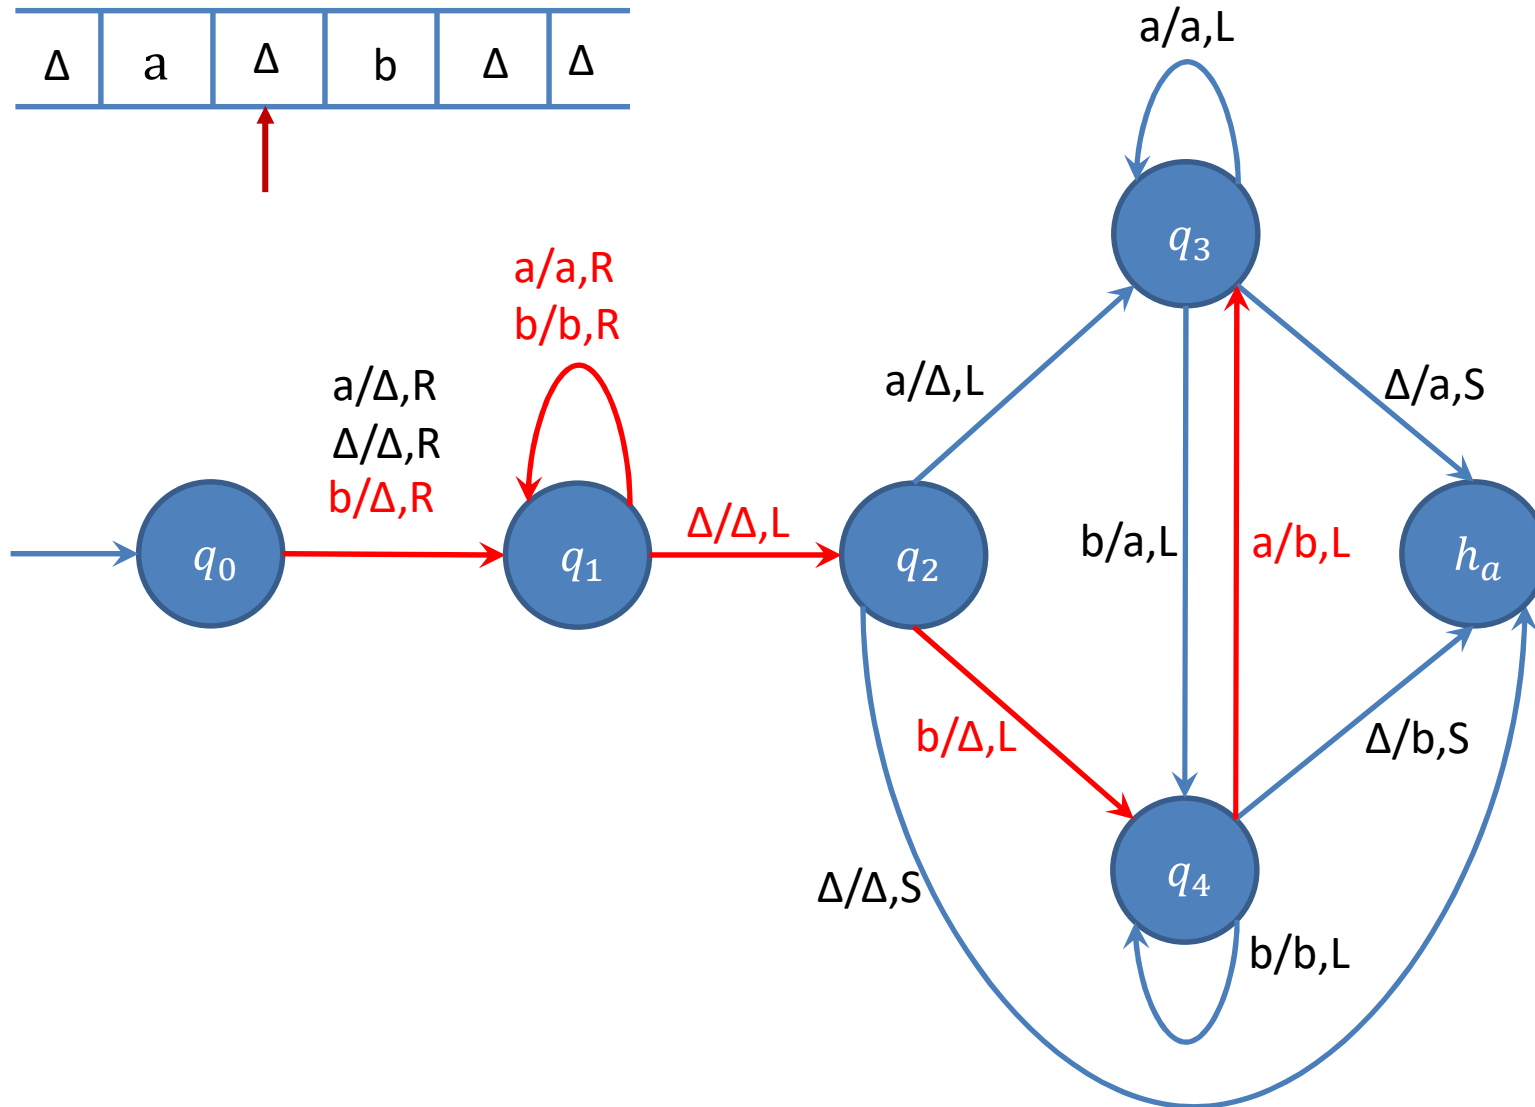 Δ a Δ b Δ Δ
a/a,L
q₃
a/a,R
b/b,R
a/Δ,R
Δ/Δ,R
b/Δ,R
a/Δ,L
Δ/a,S
Δ/Δ,L
b/a,L
a/b,L
q₀
q₁
q₂
hₐ
b/Δ,L
Δ/b,S
Δ/Δ,S
q₄
b/b,L